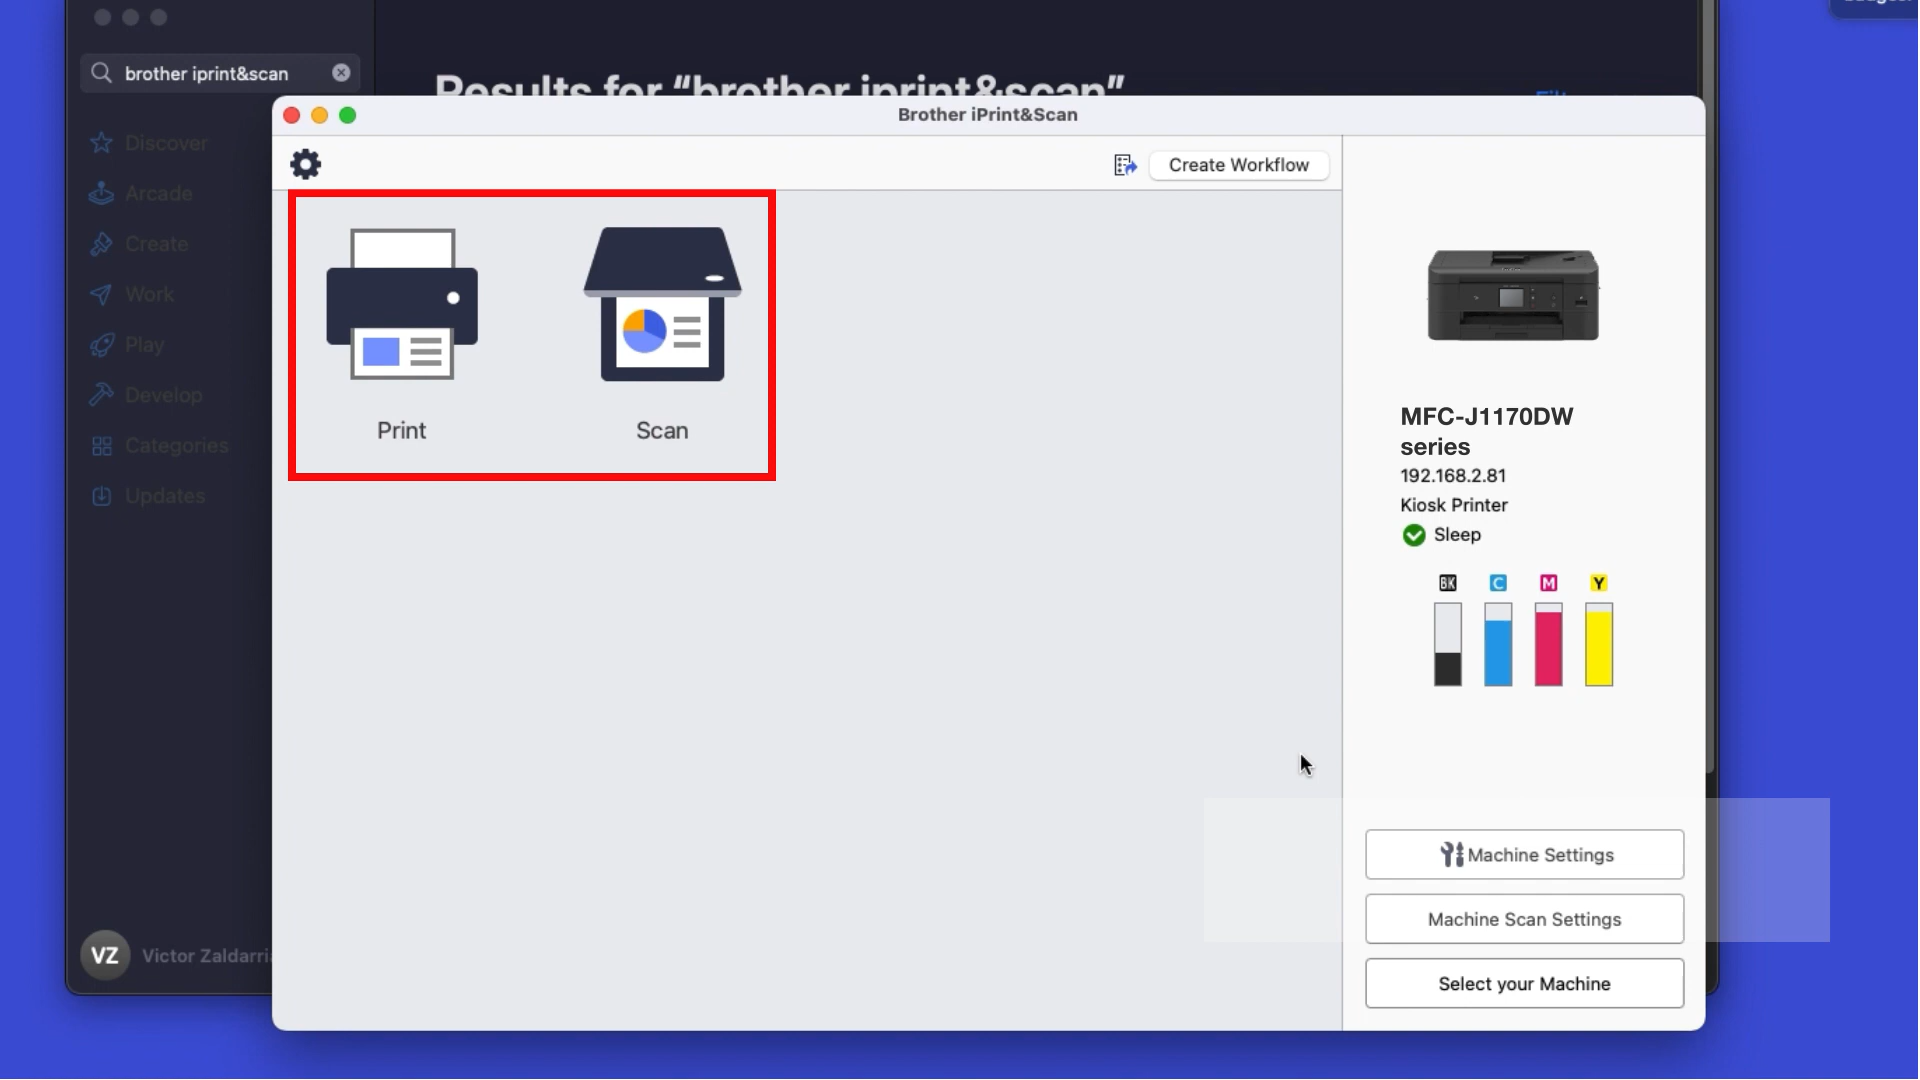 brother iprint&scan
Results for “brother iprint&scan”
Discover
Arcade
Create
Work
Play
Develop
Categories
Updates
VZ
Brother iPrint&Scan
Create Workflow
Print
Scan
MFC-J1170DW
series
192.168.2.81
Kiosk Printer
Sleep
BK C M Y
Machine Settings
Machine Scan Settings
Select your Machine
Victor